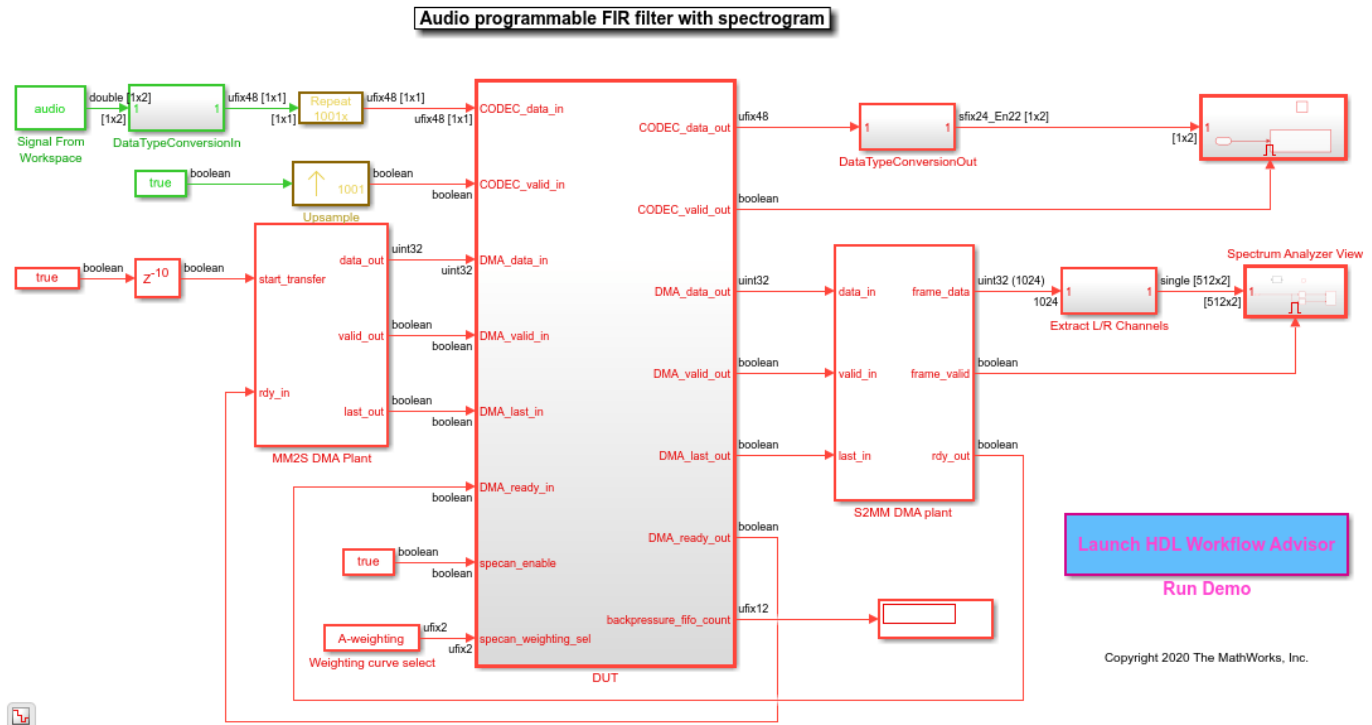 Audio programmable FIR filter with spectrogram
audio
double [1x2]
[1x2]
Signal From
Workspace
1
1
DataTypeConversionIn
ufix48 [1x1]
[1x1]
Repeat
1001x
ufix48 [1x1]
ufix48 [1x1]
true
boolean
1001
Upsample
boolean
boolean
true
boolean
z-10
boolean
start_transfer
rdy_in
data_out
valid_out
last_out
MM2S DMA Plant
uint32
uint32
boolean
boolean
boolean
boolean
boolean
true
boolean
boolean
A-weighting
Weighting curve select
ufix2
ufix2
CODEC_data_in
CODEC_valid_in
DMA_data_in
DMA_valid_in
DMA_last_in
DMA_ready_in
specan_enable
specan_weighting_sel
CODEC_data_out
CODEC_valid_out
DMA_data_out
DMA_valid_out
DMA_last_out
DMA_ready_out
backpressure_fifo_count
DUT
ufix48
1
1
DataTypeConversionOut
sfix24_En22 [1x2]
[1x2]
1
boolean
uint32
boolean
boolean
boolean
ufix12
data_in
valid_in
last_in
frame_data
frame_valid
rdy_out
S2MM DMA plant
uint32 (1024)
1024
boolean
boolean
1
1
Extract L/R Channels
single [512x2]
[512x2]
Spectrum Analyzer View
1
Launch HDL Workflow Advisor
Run Demo
Copyright 2020 The MathWorks, Inc.